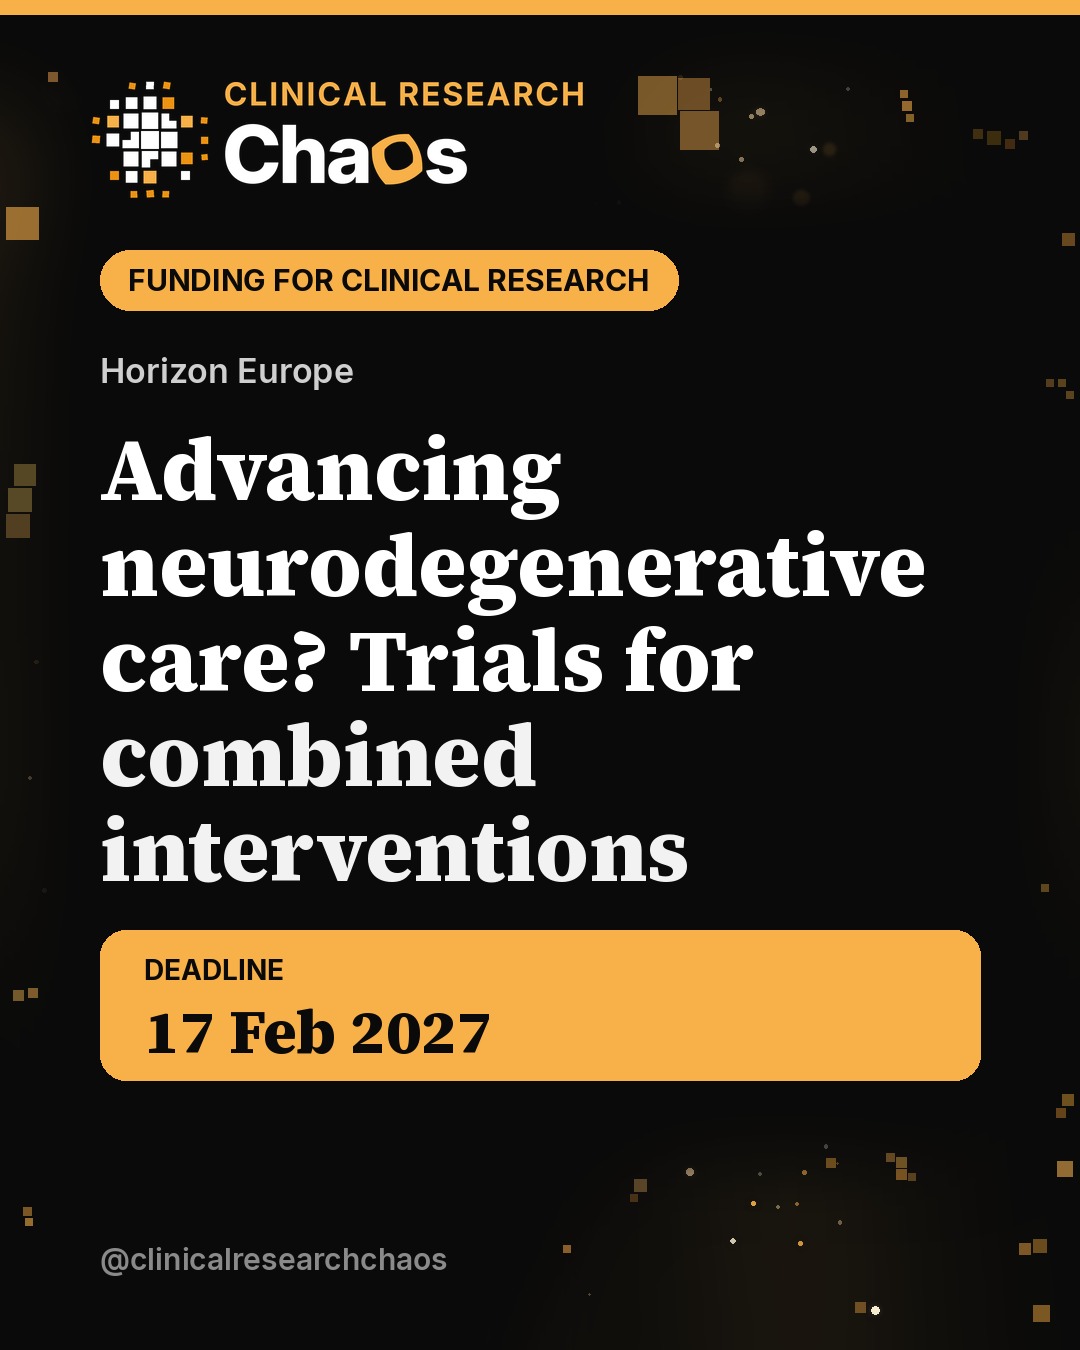 CLINICAL RESEARCH
Chaos
FUNDING FOR CLINICAL RESEARCH
Horizon Europe
Advancing
neurodegenerative
care? Trials for
combined
interventions
DEADLINE
17 Feb 2027
@clinicalresearchchaos